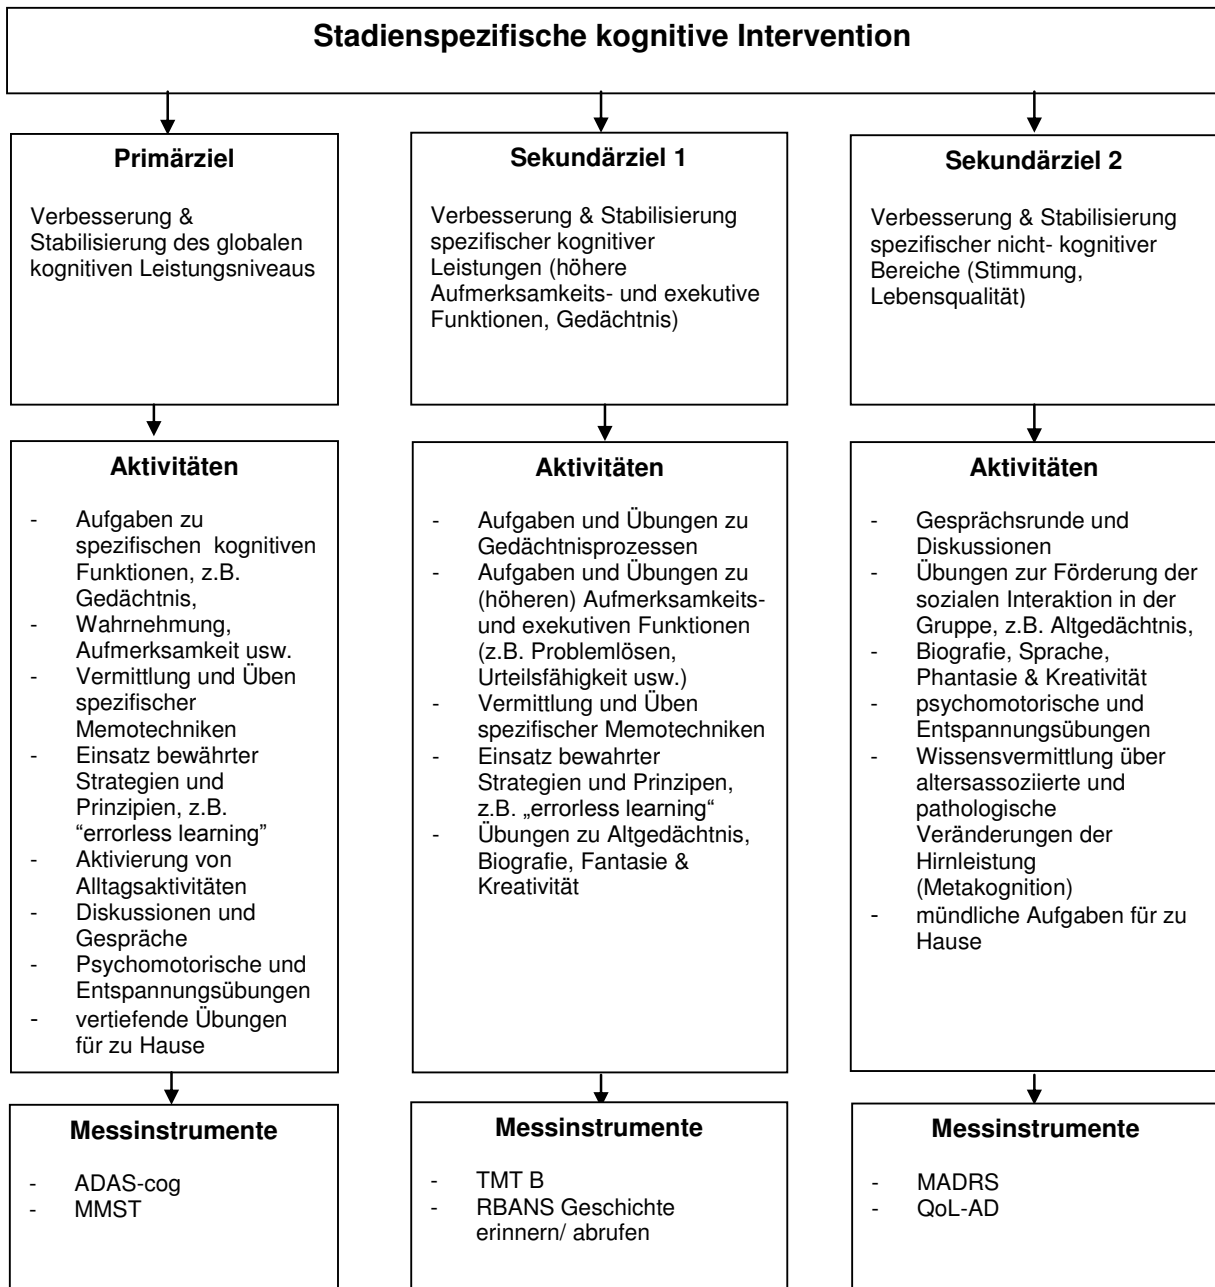 Stadienspezifische kognitive Intervention
Primärziel
Verbesserung &
Stabilisierung des globalen
kognitiven Leistungsniveaus
Sekundärziel 1
Verbesserung & Stabilisierung
spezifischer kognitiver
Leistungen (höhere
Aufmerksamkeits- und exekutive
Funktionen, Gedächtnis)
Sekundärziel 2
Verbesserung & Stabilisierung
spezifischer nicht- kognitiver
Bereiche (Stimmung,
Lebensqualität)
Aktivitäten
- Aufgaben zu
spezifischen kognitiven
Funktionen, z.B.
Gedächtnis,
- Wahrnehmung,
Aufmerksamkeit usw.
- Vermittlung und Üben
spezifischer
Memotechniken
- Einsatz bewährter
Strategien und
Prinzipien, z.B.
“errorless learning”
- Aktivierung von
Alltagsaktivitäten
- Diskussionen und
Gespräche
- Psychomotorische und
Entspannungsübungen
- vertiefende Übungen
für zu Hause
Aktivitäten
- Aufgaben und Übungen zu
Gedächtnisprozessen
- Aufgaben und Übungen zu
(höheren) Aufmerksamkeits-
und exekutiven Funktionen
(z.B. Problemlösen,
Urteilsfähigkeit usw.)
- Vermittlung und Üben
spezifischer Memotechniken
- Einsatz bewahrter
Strategien und Prinzipen,
z.B. „errorless learning“
- Übungen zu Altgedächtnis,
Biografie, Fantasie &
Kreativität
Aktivitäten
- Gesprächsrunde und
Diskussionen
- Übungen zur Förderung der
sozialen Interaktion in der
Gruppe, z.B. Altgedächtnis,
- Biografie, Sprache,
Phantasie & Kreativität
- psychomotorische und
Entspannungsübungen
- Wissensvermittlung über
altersassoziierte und
pathologische
Veränderungen der
Hirnleistung
(Metakognition)
- mündliche Aufgaben für zu
Hause
Messinstrumente
- ADAS-cog
- MMST
Messinstrumente
- TMT B
- RBANS Geschichte
erinnern/ abrufen
Messinstrumente
- MADRS
- QoL-AD